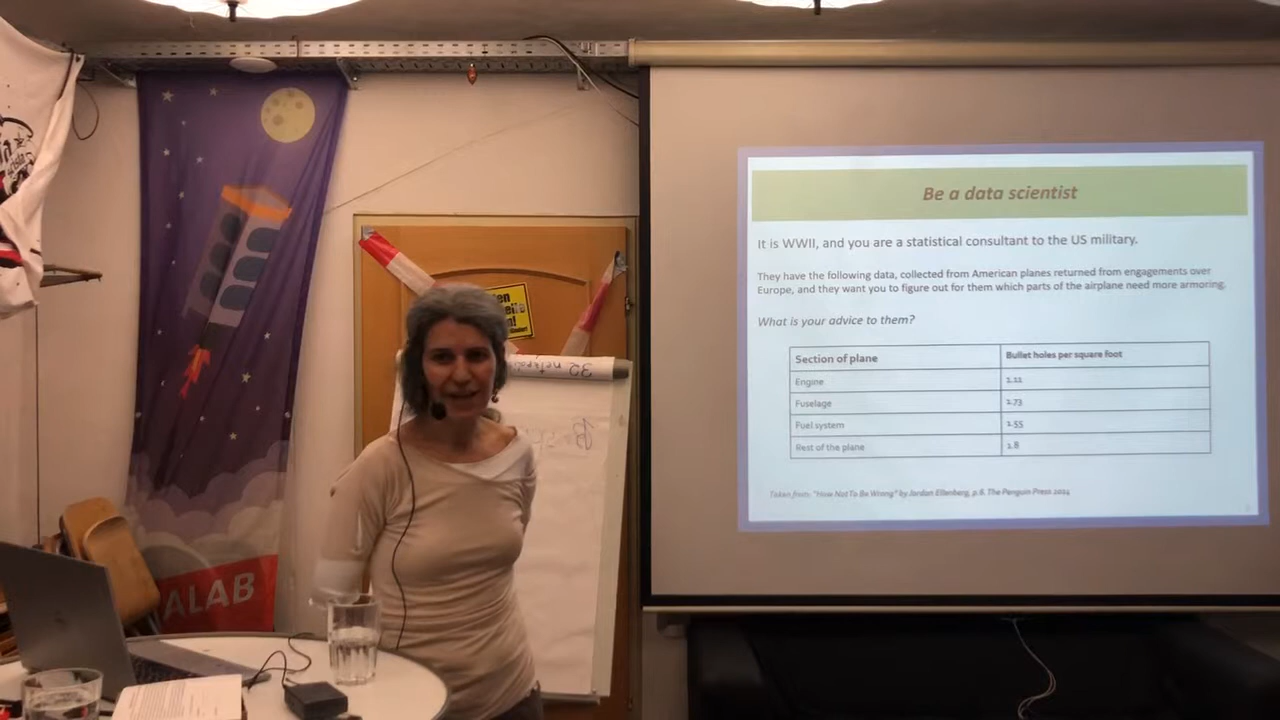 Be a data scientist
It is WWII, and you are a statistical consultant to the US military.
They have the following data, collected from American planes returned from engagements over
Europe, and they want you to figure out for them which parts of the airplane need more armoring.
What is your advice to them?
Section of plane Bullet holes per square foot
Engine 1.11
Fuselage 1.73
Fuel system 1.55
Rest of the plane 1.8
Taken from: "How Not To Be Wrong" by Jordan Ellenberg, p.6. The Penguin Press 2014
ALAB
32